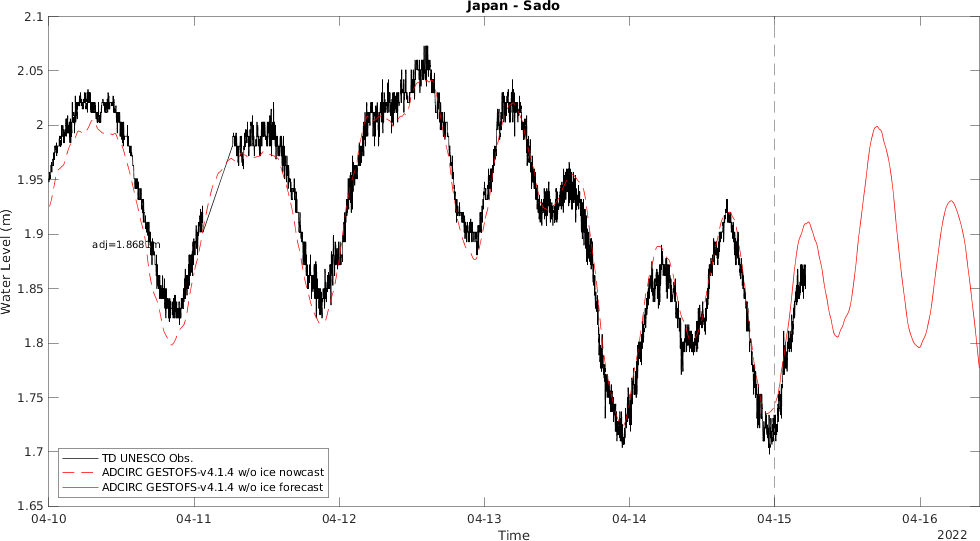 Japan - Sado
2.1
2.05
2
1.95
1.9
1.85
1.8
1.75
1.7
1.65
Water Level (m)
adj=1.8681m
TD UNESCO Obs.
ADCIRC GESTOFS-v4.1.4 w/o ice nowcast
ADCIRC GESTOFS-v4.1.4 w/o ice forecast
04-10 04-11 04-12 04-13 04-14 04-15 04-16
Time
2022